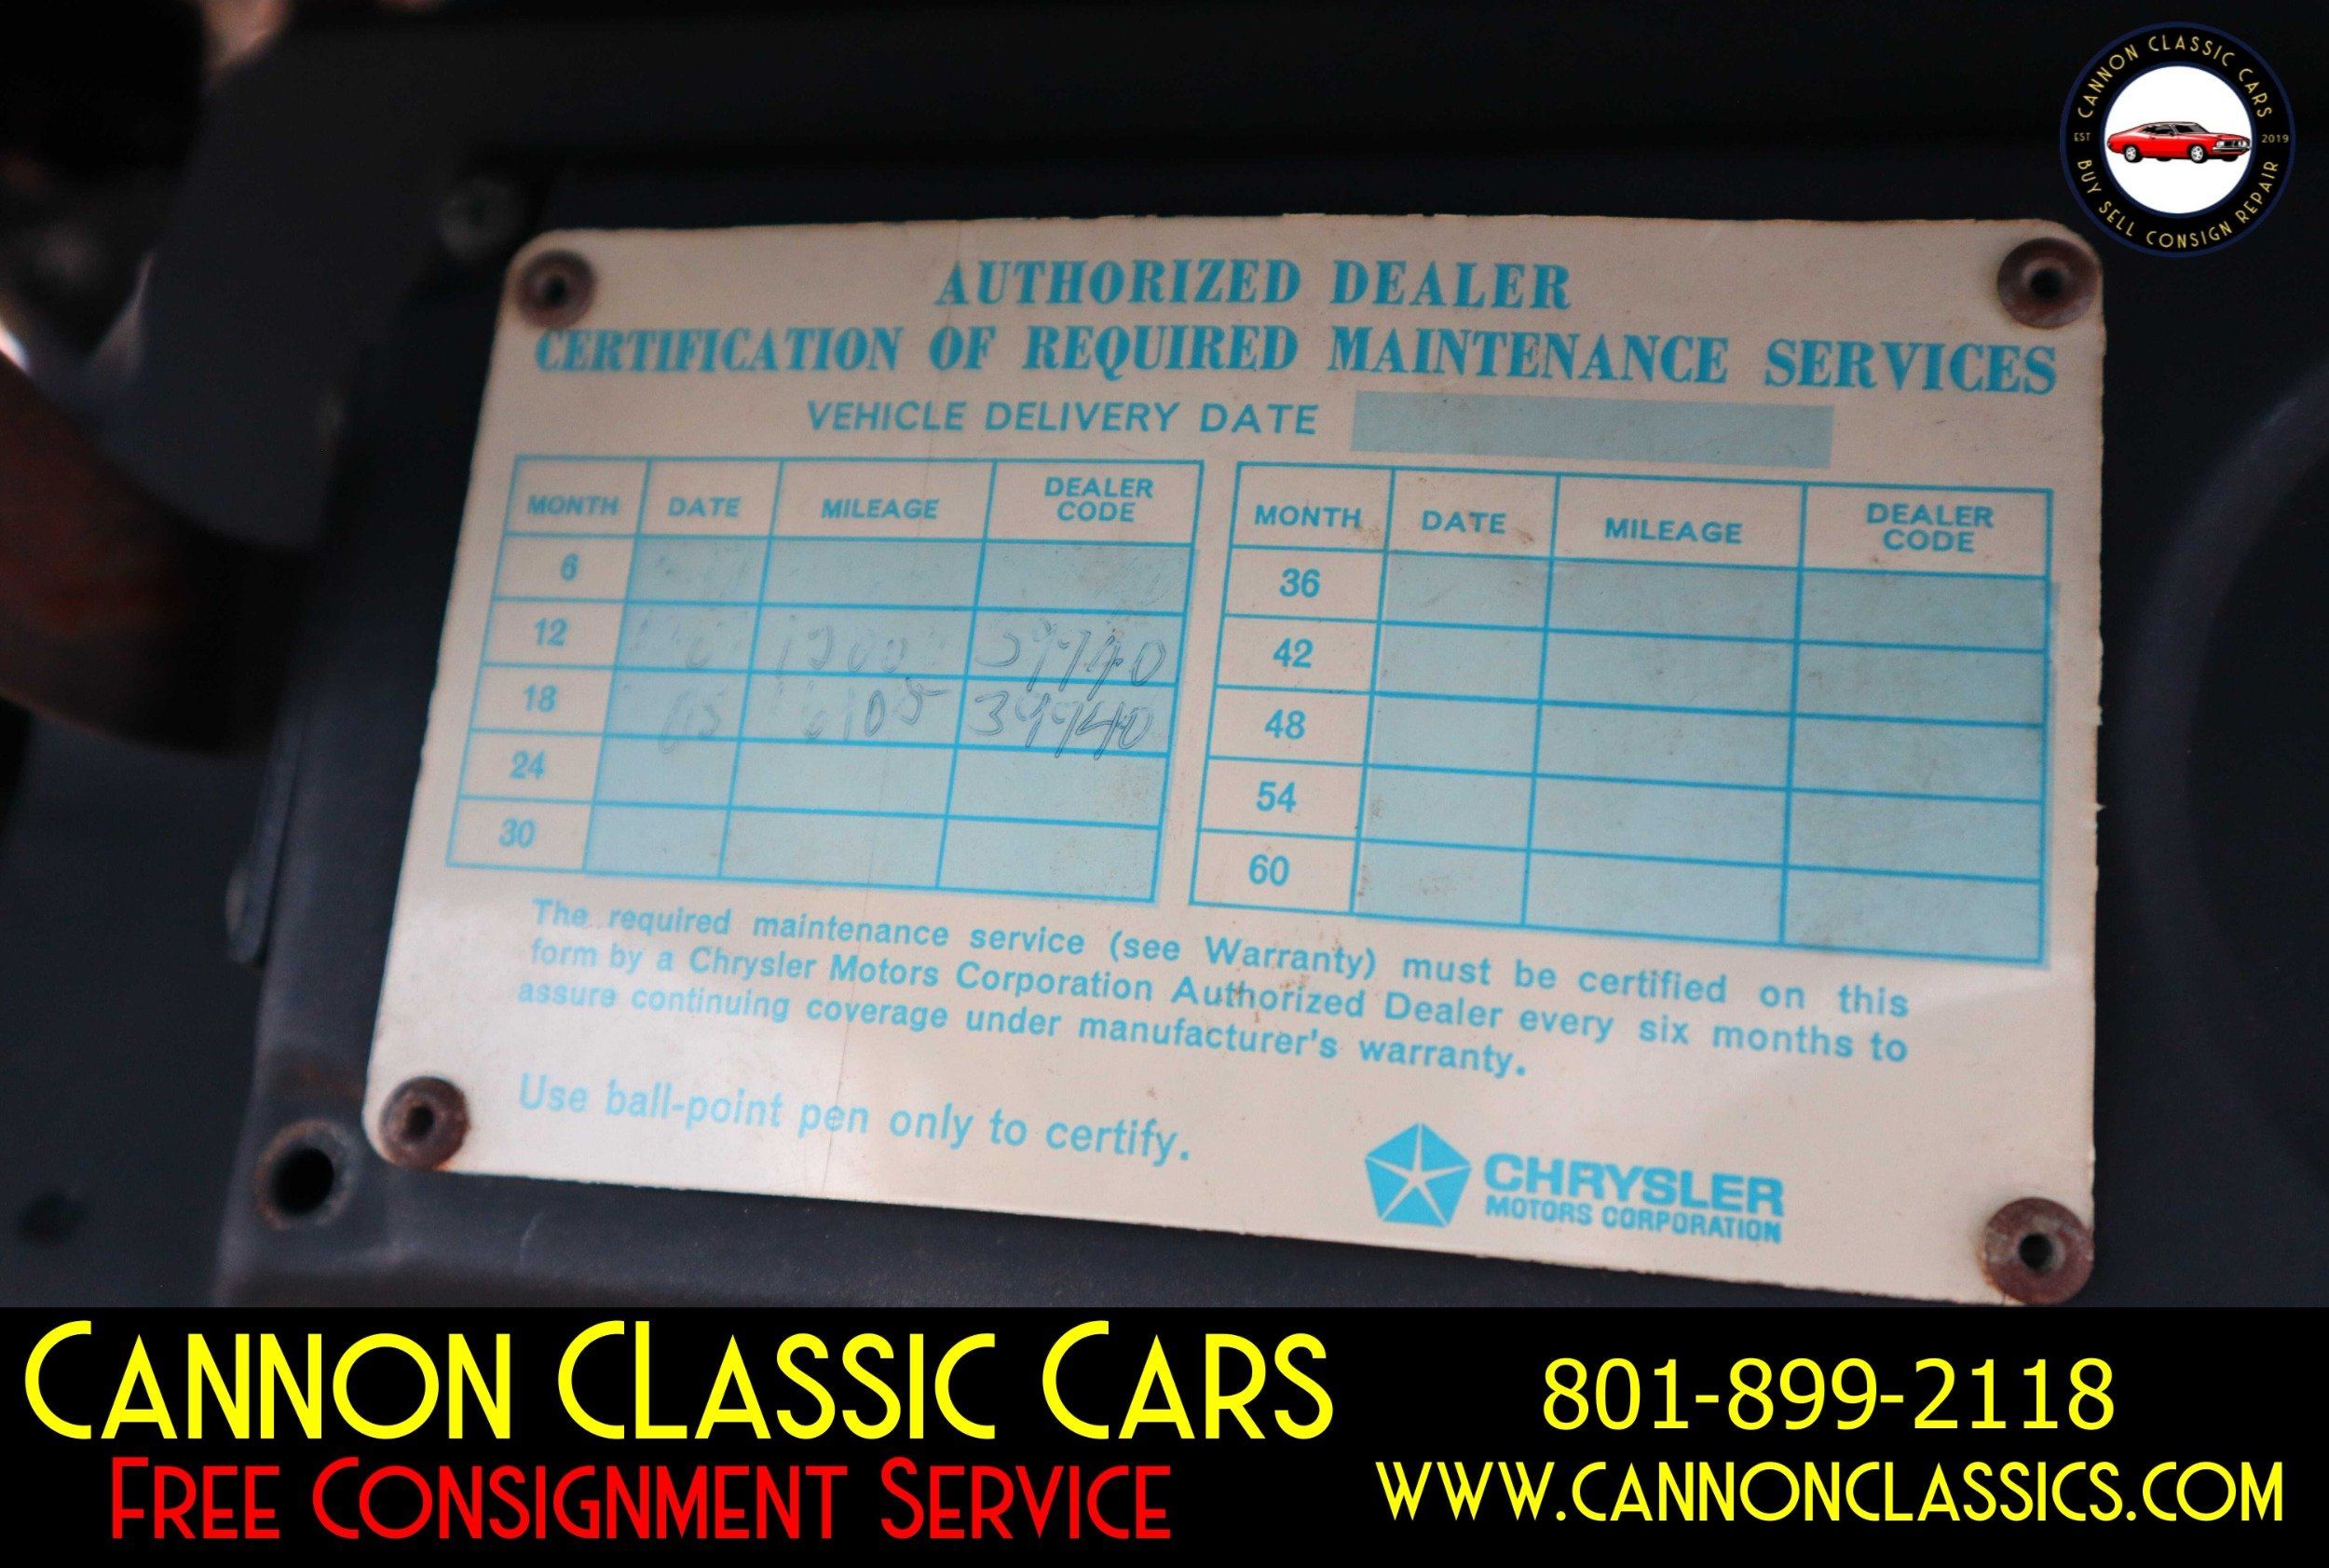 CANNON CLASSIC CARS
EST 2019
BUY SELL CONSIGN REPAIR
AUTHORIZED DEALER
CERTIFICATION OF REQUIRED MAINTENANCE SERVICES
VEHICLE DELIVERY DATE
MONTH DATE MILEAGE DEALER CODE
6
12
18
24
30
MONTH DATE MILEAGE DEALER CODE
36
42
48
54
60
The required maintenance service (see Warranty) must be certified on this
form by a Chrysler Motors Corporation Authorized Dealer every six months to
assure continuing coverage under manufacturer's warranty.
Use ball-point pen only to certify.
CHRYSLER
MOTORS CORPORATION
CANNON CLASSIC CARS
FREE CONSIGNMENT SERVICE
801-899-2118
WWW.CANNONCLASSICS.COM